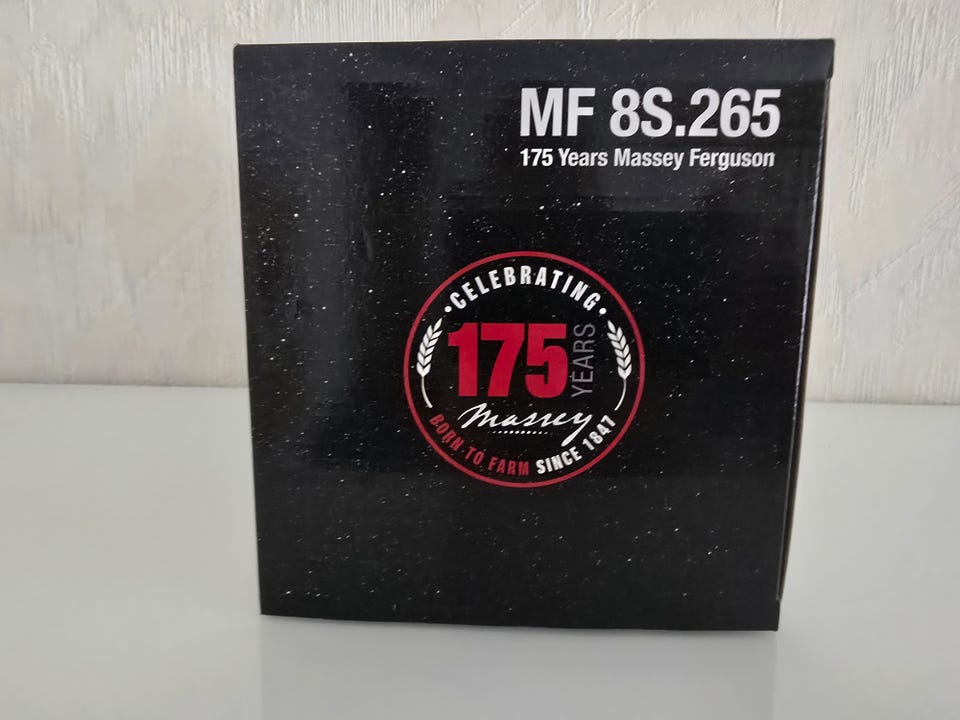 MF 8S.265
175 Years Massey Ferguson
• CELEBRATING •
175 YEARS
Massey
BORN TO FARM SINCE 1847